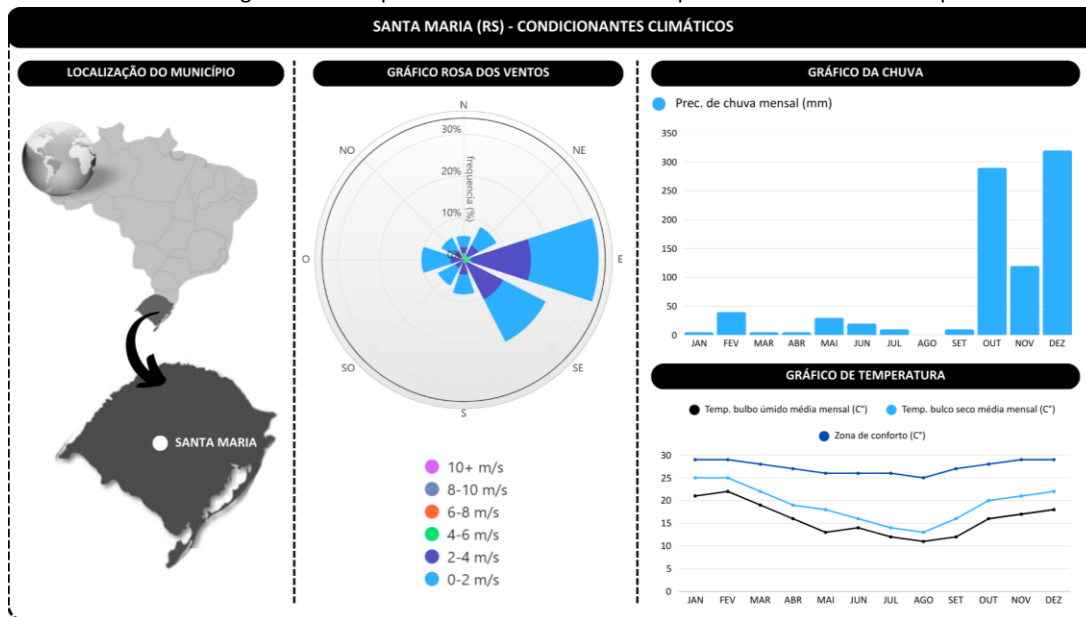 SANTA MARIA (RS) - CONDICIONANTES CLIMÁTICOS
LOCALIZAÇÃO DO MUNICÍPIO
SANTA MARIA
GRÁFICO ROSA DOS VENTOS
N
NO
NE
30%
20%
10%
0%
frequencia (%)
O
E
SO
SE
S
10+ m/s
8-10 m/s
6-8 m/s
4-6 m/s
2-4 m/s
0-2 m/s
GRÁFICO DA CHUVA
Prec. de chuva mensal (mm)
350
300
250
200
150
100
50
0
JAN FEV MAR ABR MAI JUN JUL AGO SET OUT NOV DEZ
GRÁFICO DE TEMPERATURA
Temp. bulbo úmido média mensal (C°) Temp. bulco seco média mensal (C°)
Zona de conforto (C°)
30
25
20
15
10
5
0
JAN FEV MAR ABR MAI JUN JUL AGO SET OUT NOV DEZ